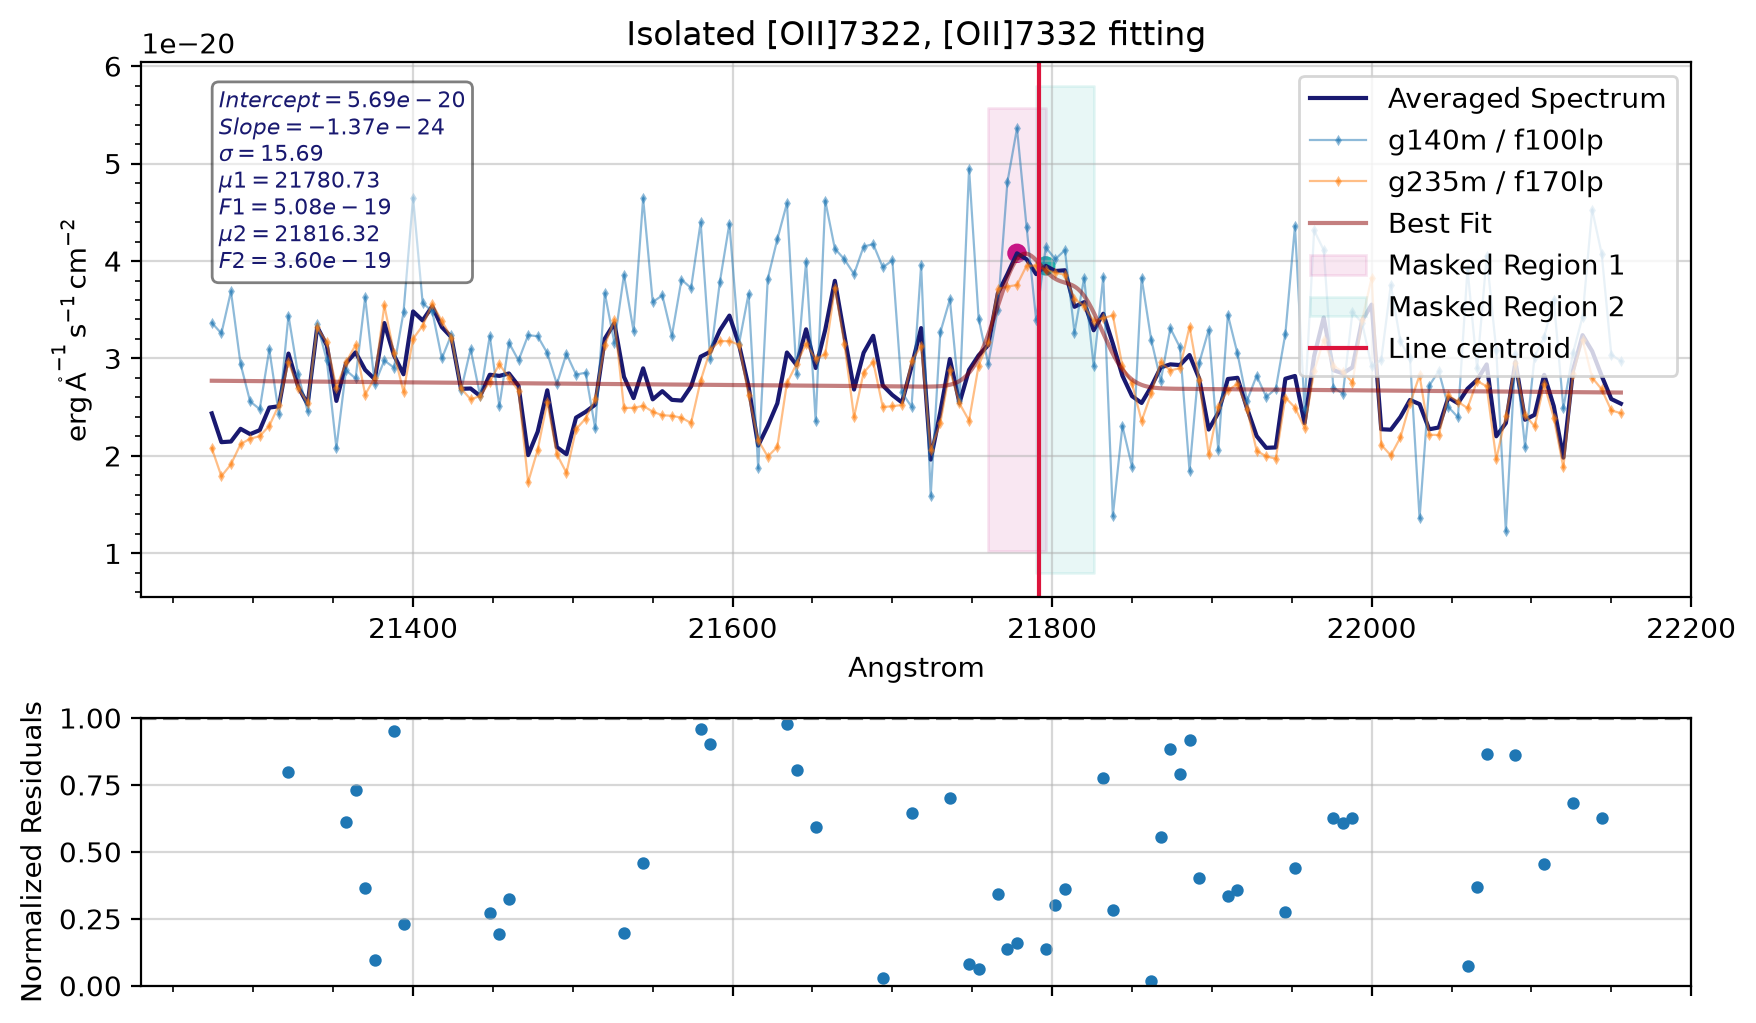 Isolated [OII]7322, [OII]7332 fitting
1e−20
6
5
4
3
2
1
erg Å⁻¹ s⁻¹ cm⁻²
Intercept = 5.69e − 20
Slope = −1.37e − 24
σ = 15.69
μ1 = 21780.73
F1 = 5.08e − 19
μ2 = 21816.32
F2 = 3.60e − 19
Averaged Spectrum
g140m / f100lp
g235m / f170lp
Best Fit
Masked Region 1
Masked Region 2
Line centroid
21400 21600 21800 22000 22200
Angstrom
Normalized Residuals
1.00
0.75
0.50
0.25
0.00